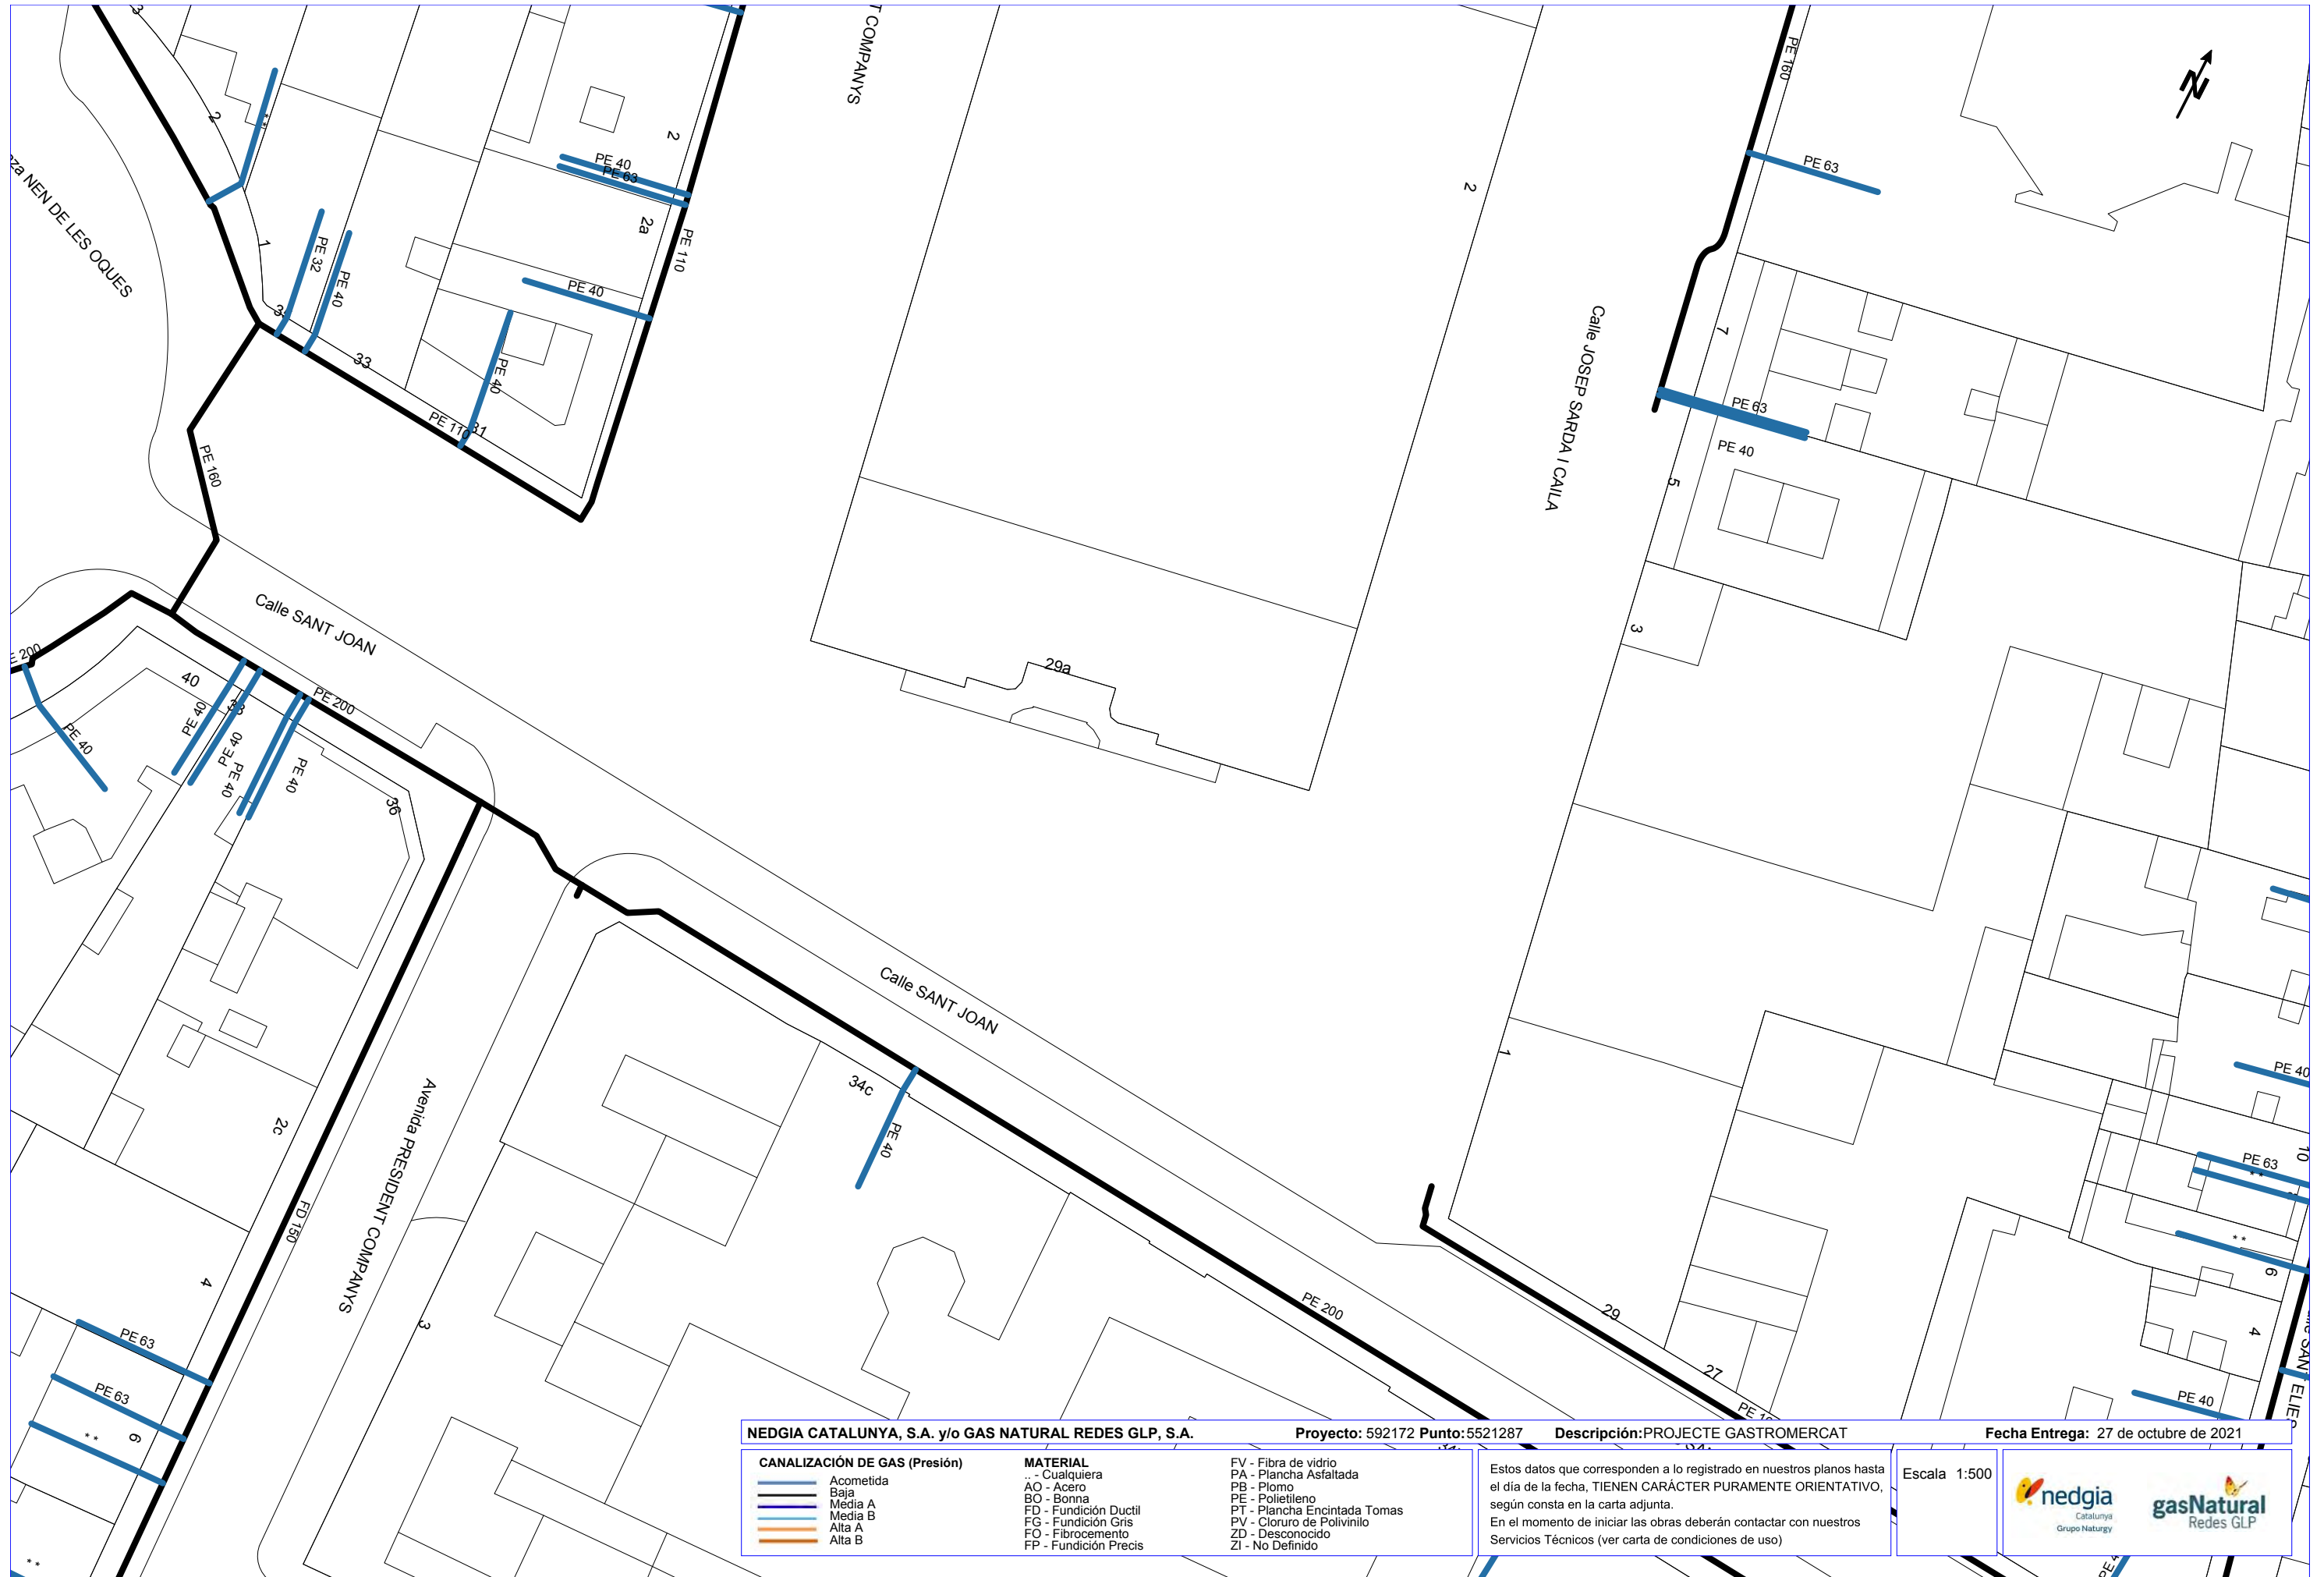 3
T COMPANYS
PE 160
N
2
**
2
PE 40
PE 63
PE 63
2
NEN DE LES OQUES
1
PE 32
PE 40
2a
PE 110
PE 40
Calle JOSEP SARDA I CAILA
7
33
PE 40
PE 110
31
PE 63
PE 40
PE 160
5
Calle SANT JOAN
3
29a
40
PE 200
PE 40
PE 40
PE 40
PE 40
PE 40
36
Calle SANT JOAN
1
34c
PE 40
PE 40
2c
Avenida PRESIDENT COMPANYS
10
PE 63
**
FD 150
**
6
4
3
PE 200
29
4
PE 63
27
PE 40
PE 63
6
**
**
NEDGIA CATALUNYA, S.A. y/o GAS NATURAL REDES GLP, S.A. Proyecto: 592172 Punto:5521287 Descripción:PROJECTE GASTROMERCAT Fecha Entrega: 27 de octubre de 2021
CANALIZACIÓN DE GAS (Presión)
Acometida
Baja
Media A
Media B
Alta A
Alta B
MATERIAL
.. - Cualquiera
AO - Acero
BO - Bonna
FD - Fundición Ductil
FG - Fundición Gris
FO - Fibrocemento
FP - Fundición Precis
FV - Fibra de vidrio
PA - Plancha Asfaltada
PB - Plomo
PE - Polietileno
PT - Plancha Encintada Tomas
PV - Cloruro de Polivinilo
ZD - Desconocido
ZI - No Definido
Estos datos que corresponden a lo registrado en nuestros planos hasta
el día de la fecha, TIENEN CARÁCTER PURAMENTE ORIENTATIVO,
según consta en la carta adjunta.
En el momento de iniciar las obras deberán contactar con nuestros
Servicios Técnicos (ver carta de condiciones de uso)
Escala 1:500
nedgia
Catalunya
Grupo Naturgy
gasNatural
Redes GLP